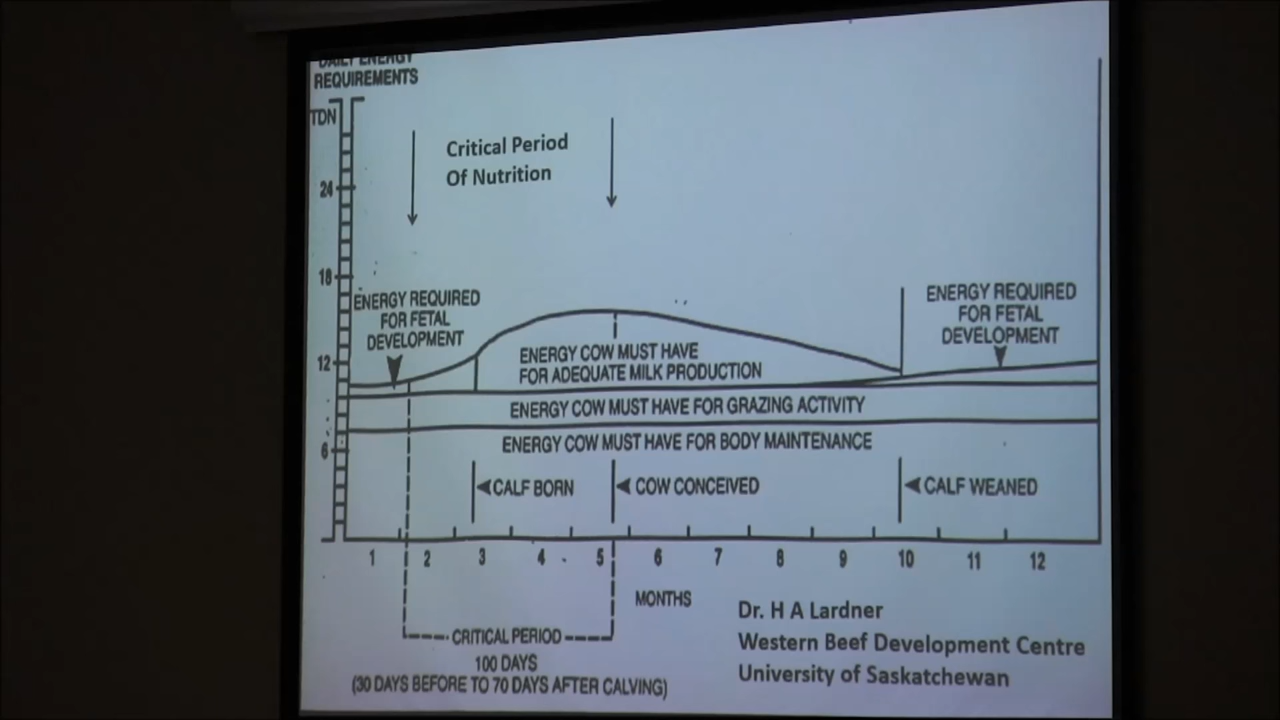 DAILY ENERGY
REQUIREMENTS
TDN
Critical Period
Of Nutrition
24
18
ENERGY REQUIRED
FOR FETAL
DEVELOPMENT
ENERGY REQUIRED
FOR FETAL
DEVELOPMENT
12
ENERGY COW MUST HAVE
FOR ADEQUATE MILK PRODUCTION
ENERGY COW MUST HAVE FOR GRAZING ACTIVITY
ENERGY COW MUST HAVE FOR BODY MAINTENANCE
6
CALF BORN
COW CONCEIVED
CALF WEANED
1 2 3 4 5 6 7 8 9 10 11 12
MONTHS
CRITICAL PERIOD
100 DAYS
(30 DAYS BEFORE TO 70 DAYS AFTER CALVING)
Dr. H A Lardner
Western Beef Development Centre
University of Saskatchewan